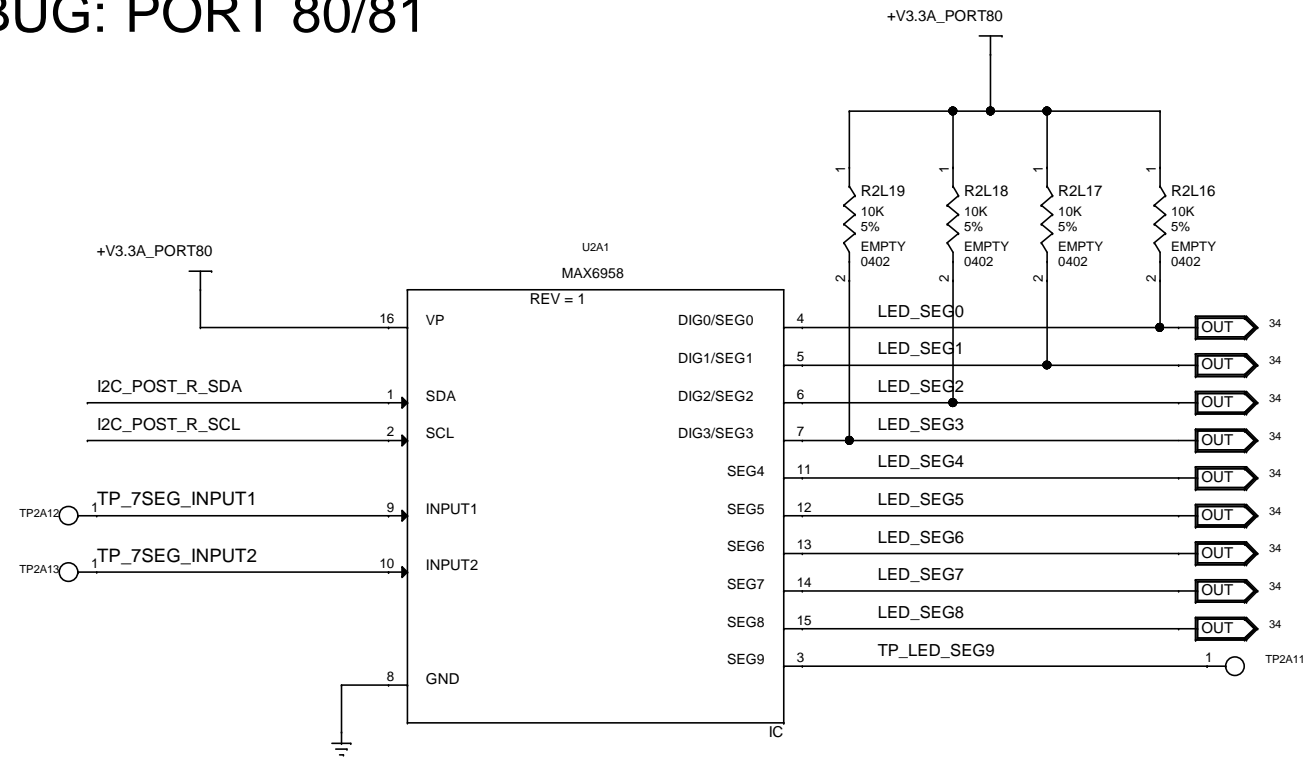 BUG: PORT 80/81
+V3.3A_PORT80
1
1
1
1
R2L19
10K
5%
EMPTY
0402
R2L18
10K
5%
EMPTY
0402
R2L17
10K
5%
EMPTY
0402
R2L16
10K
5%
EMPTY
0402
2
2
2
2
+V3.3A_PORT80
U2A1
MAX6958
REV = 1
16 VP
DIG0/SEG0 4 LED_SEG0 OUT 34
DIG1/SEG1 5 LED_SEG1 OUT 34
I2C_POST_R_SDA 1 SDA
DIG2/SEG2 6 LED_SEG2 OUT 34
I2C_POST_R_SCL 2 SCL
DIG3/SEG3 7 LED_SEG3 OUT 34
SEG4 11 LED_SEG4 OUT 34
TP2A12 1 TP_7SEG_INPUT1 9 INPUT1
SEG5 12 LED_SEG5 OUT 34
SEG6 13 LED_SEG6 OUT 34
TP2A13 1 TP_7SEG_INPUT2 10 INPUT2
SEG7 14 LED_SEG7 OUT 34
SEG8 15 LED_SEG8 OUT 34
SEG9 3 TP_LED_SEG9 1 TP2A11
8 GND
IC